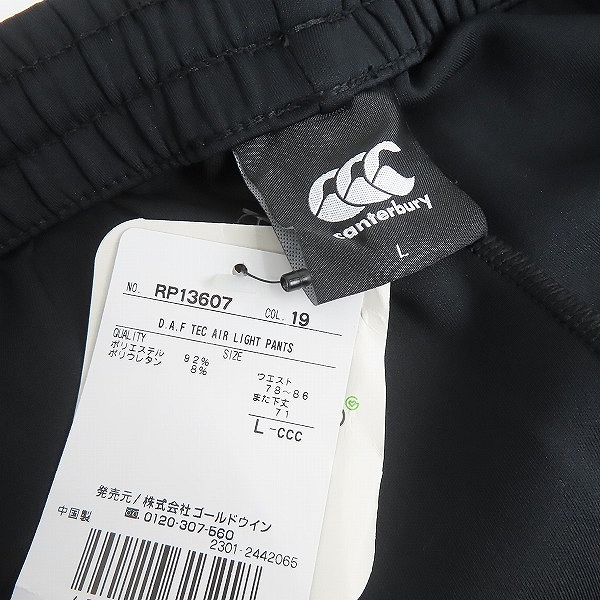 canterbury
L
NO. RP13607 COL. 19
D.A.F TEC AIR LIGHT PANTS
QUALITY SIZE
ポリエステル 92%
ポリウレタン 8%
ウエスト
78〜86
また下丈
71
L-CCC
発売元/株式会社ゴールドウイン
0120-307-560
中国製
2301-2442065